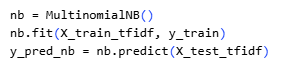 nb = MultinomialNB()
nb.fit(X_train_tfidf, y_train)
y_pred_nb = nb.predict(X_test_tfidf)